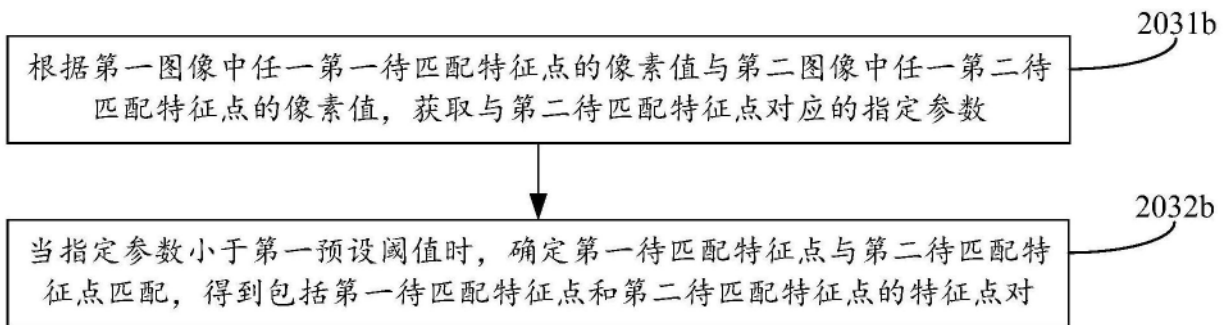 2031b
根据第一图像中任一第一待匹配特征点的像素值与第二图像中任一第二待
匹配特征点的像素值，获取与第二待匹配特征点对应的指定参数
2032b
当指定参数小于第一预设阈值时，确定第一待匹配特征点与第二待匹配特
征点匹配，得到包括第一待匹配特征点和第二待匹配特征点的特征点对